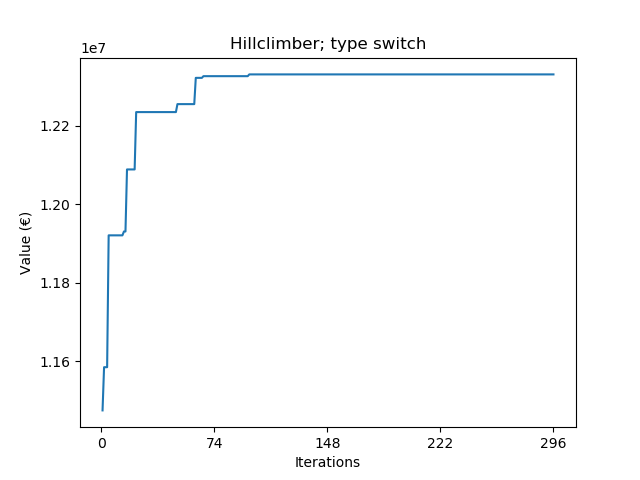 Hillclimber; type switch
1e7
1.22
1.20
1.18
1.16
Value (€)
0 74 148 222 296
Iterations